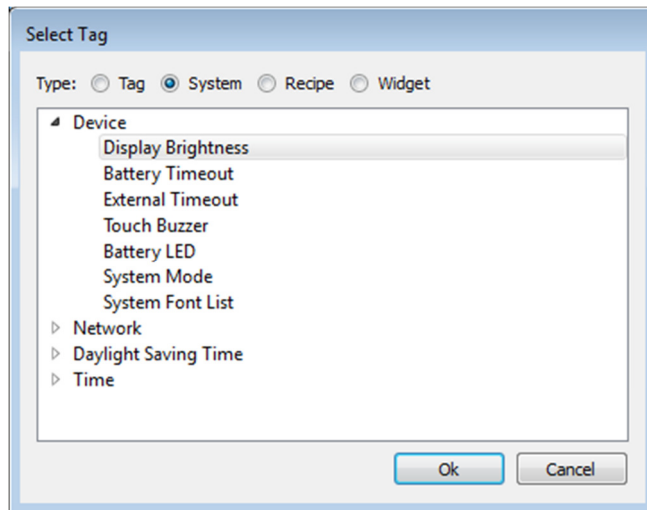 Select Tag
Type: Tag System Recipe Widget
Device
Display Brightness
Battery Timeout
External Timeout
Touch Buzzer
Battery LED
System Mode
System Font List
Network
Daylight Saving Time
Time
Ok Cancel